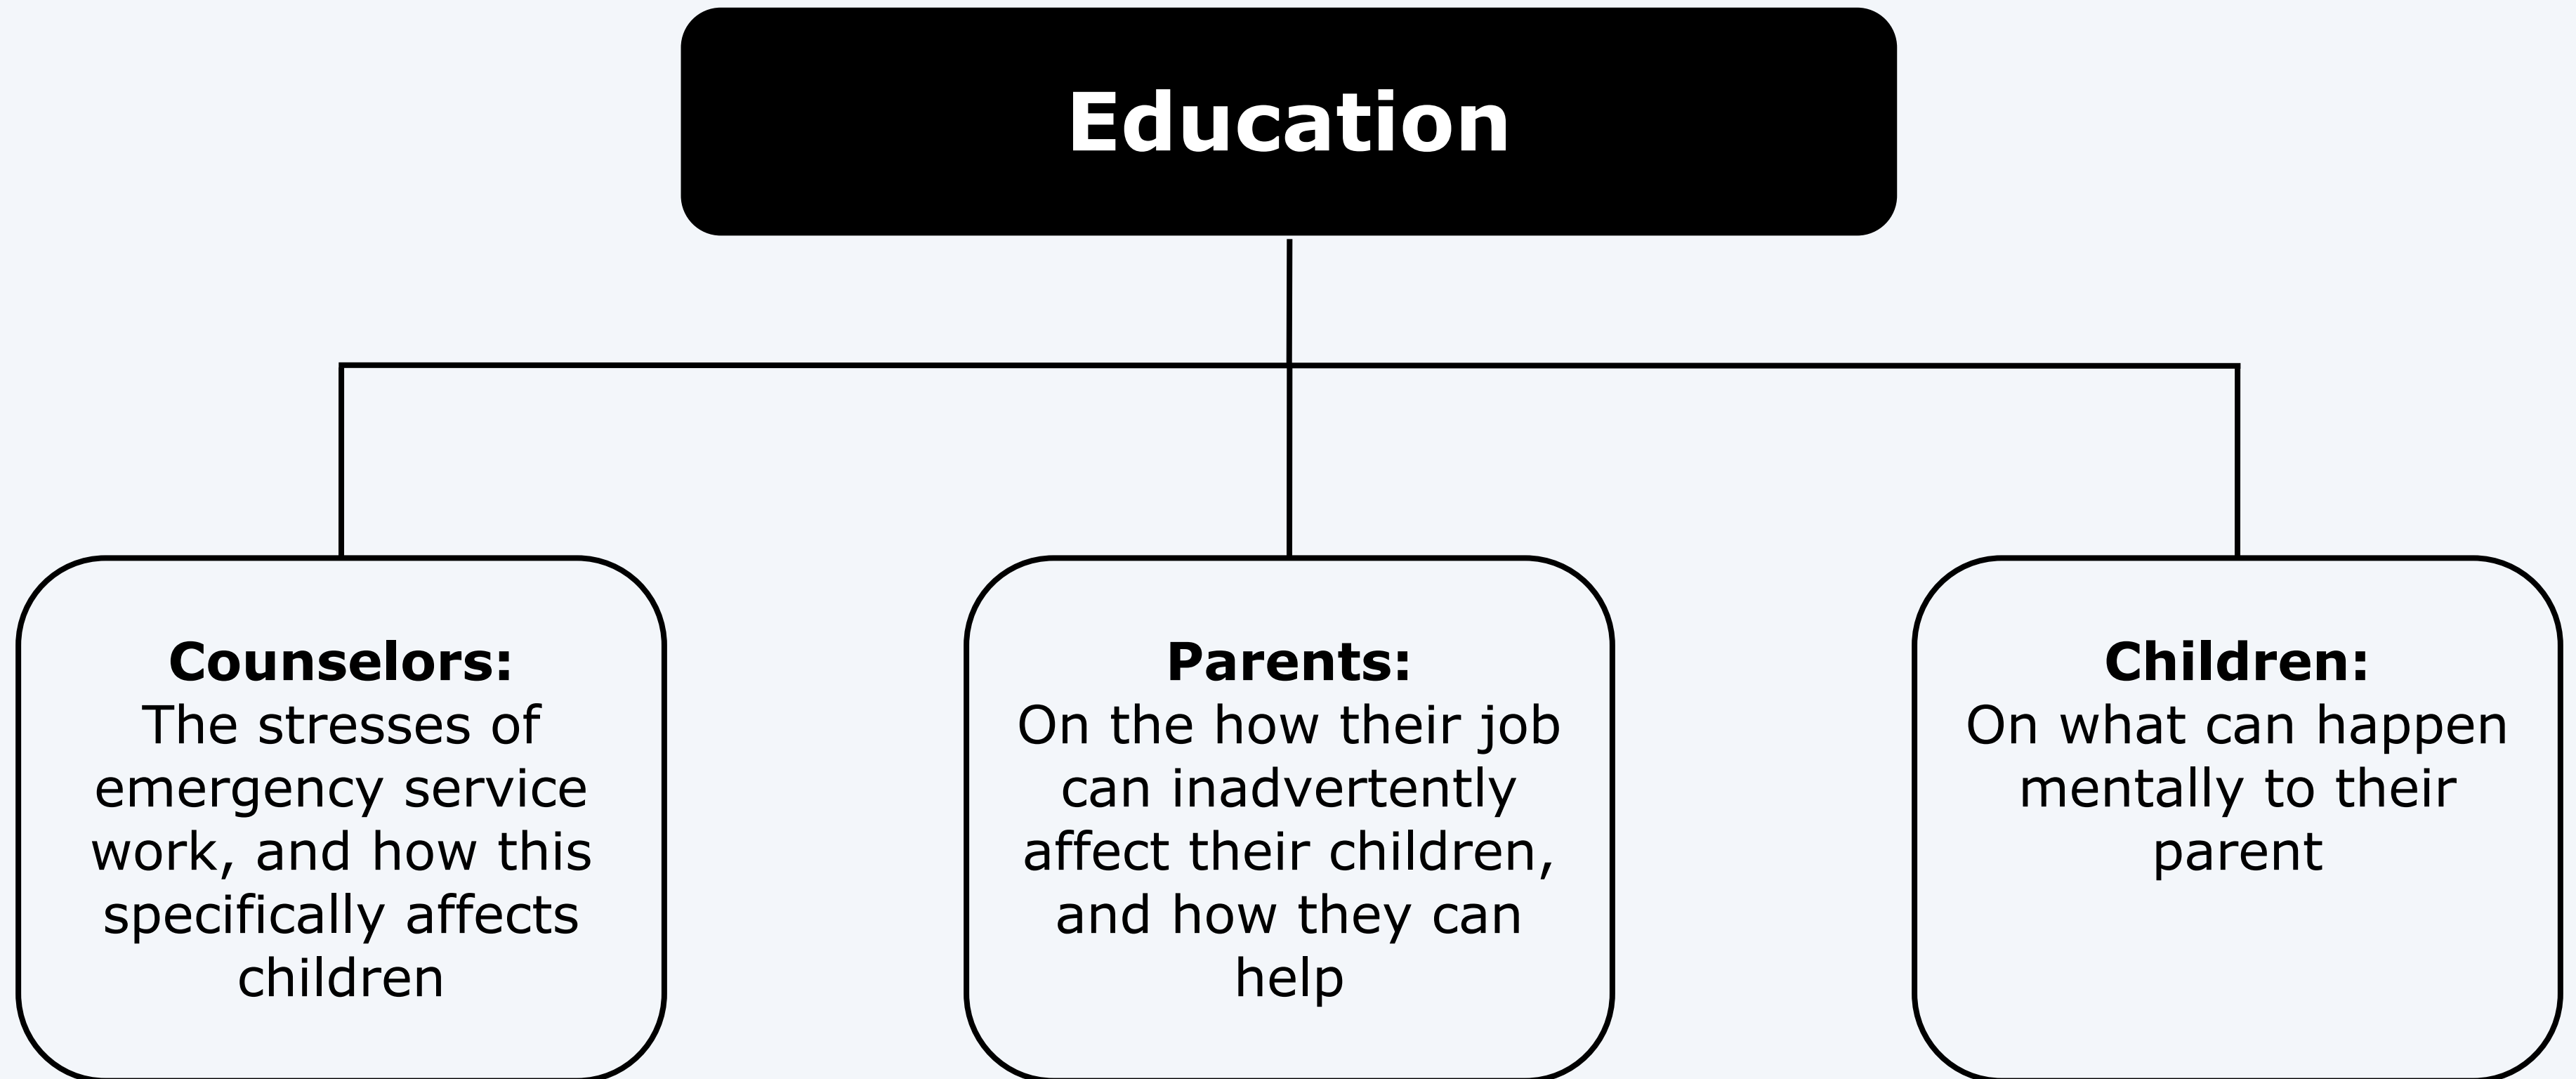 Education
Counselors:
The stresses of
emergency service
work, and how this
specifically affects
children
Parents:
On the how their job
can inadvertently
affect their children,
and how they can
help
Children:
On what can happen
mentally to their
parent